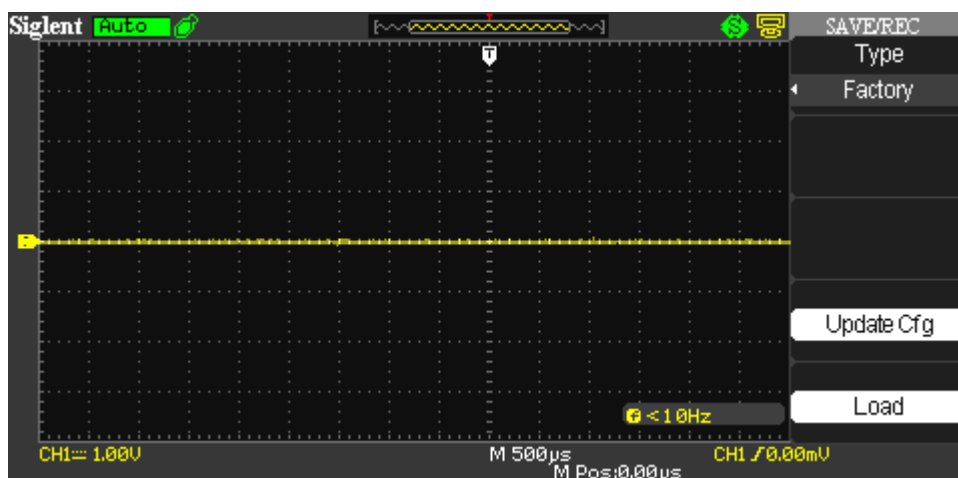 Siglent Auto
SAVE/REC
Type
Factory
T
Update Cfg
Load
f <10Hz
CH1⎓ 1.00V
M 500µs
CH1 ƒ0.00mV
M Pos:0.00µs